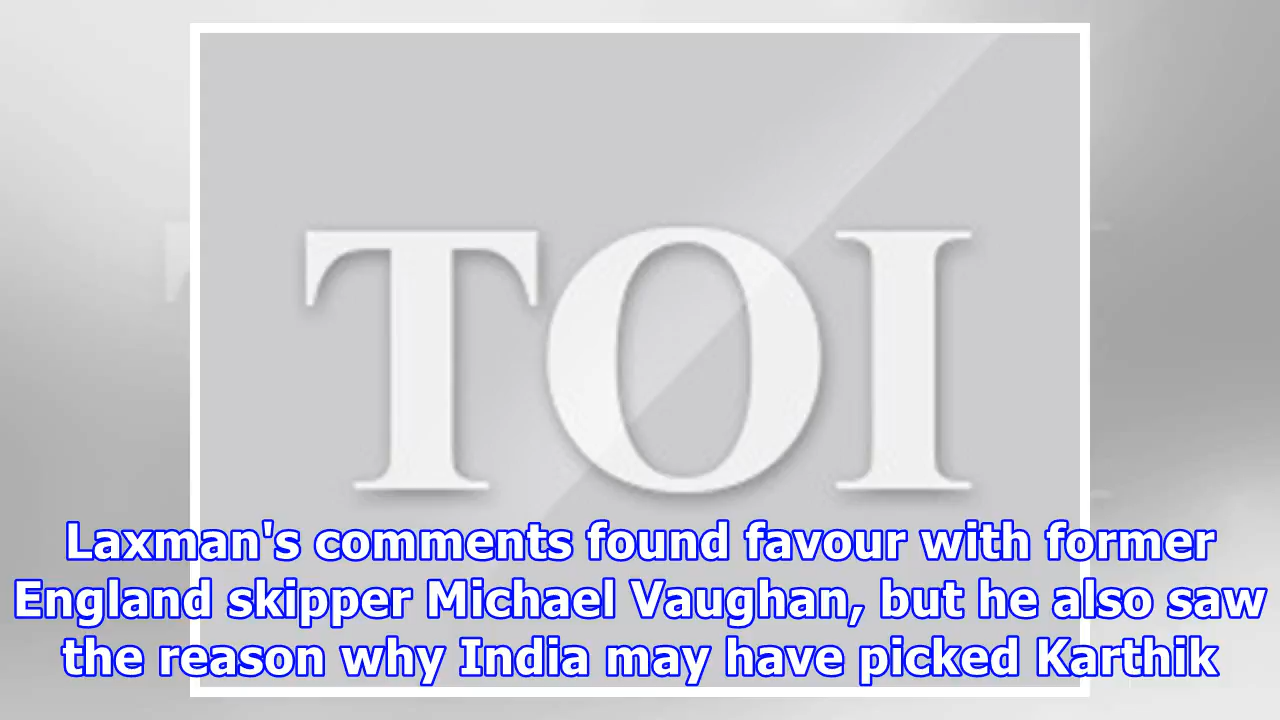 TOI
Laxman's comments found favour with former
England skipper Michael Vaughan, but he also saw
the reason why India may have picked Karthik